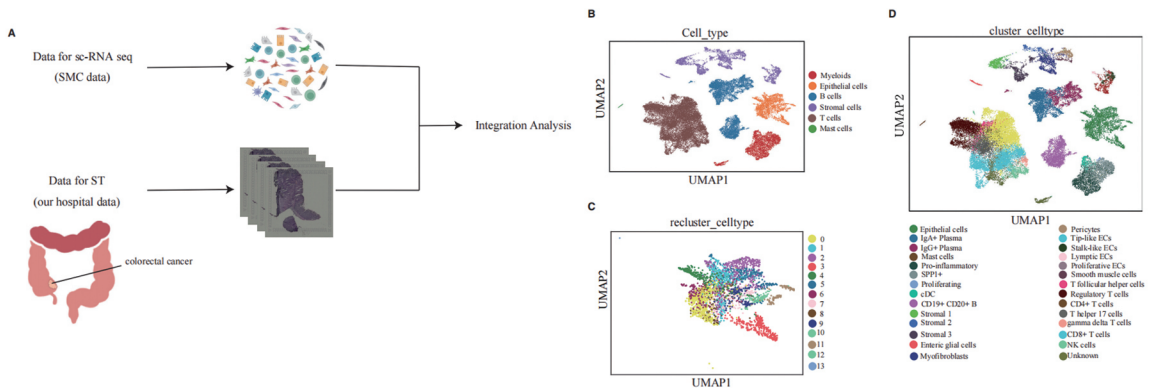 A
Data for sc-RNA seq
(SMC data)
Integration Analysis
Data for ST
(our hospital data)
colorectal cancer
B
Cell_type
UMAP2
UMAP1
Myeloids
Epithelial cells
B cells
Stromal cells
T cells
Mast cells
C
recluster_celltype
UMAP2
UMAP1
0
1
2
3
4
5
6
7
8
9
10
11
12
13
D
cluster_celltype
UMAP2
UMAP1
Epithelial cells
IgA+ Plasma
IgG+ Plasma
Mast cells
Pro-inflammatory
SPP1+
Proliferating
cDC
CD19+ CD20+ B
Stromal 1
Stromal 2
Stromal 3
Enteric glial cells
Myofibroblasts
Pericytes
Tip-like ECs
Stalk-like ECs
Lymptic ECs
Proliferative ECs
Smooth muscle cells
T follicular helper cells
Regulatory T cells
CD4+ T cells
T helper 17 cells
gamma delta T cells
CD8+ T cells
NK cells
Unknown